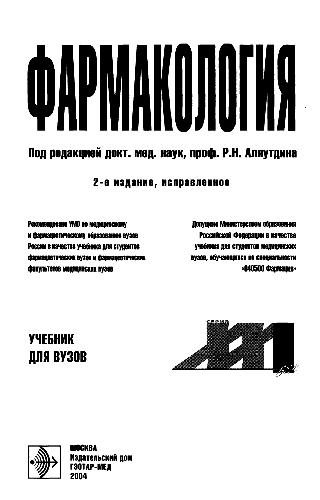 ФАРМАКОЛОГИЯ
Под редакцией докт. мед. наук, проф. Р.Н. Аляутдина
2-е издание, исправленное
Рекомендовано УМО по медицинскому
и фармацевтическому образованию вузов
России в качестве учебника для студентов
фармацевтических вузов и фармацевтических
факультетов медицинских вузов
Допущено Министерством образования
Российской Федерации в качестве
учебника для студентов медицинских
вузов, обучающихся по специальности
«040500 Фармация»
УЧЕБНИК
ДЛЯ ВУЗОВ
СЕРИЯ
XXI
МОСКВА
Издательский дом
ГЭОТАР-МЕД
2004